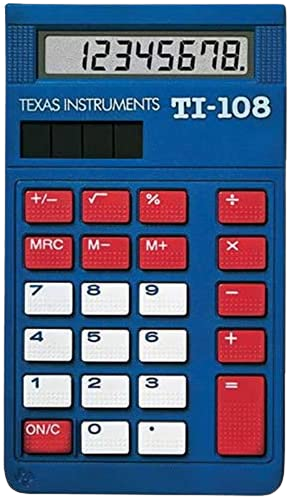 12345678.
TEXAS INSTRUMENTS TI-108
+/– √ % ÷
MRC M– M+ ×
7 8 9 –
4 5 6 +
1 2 3 =
ON/C 0 .